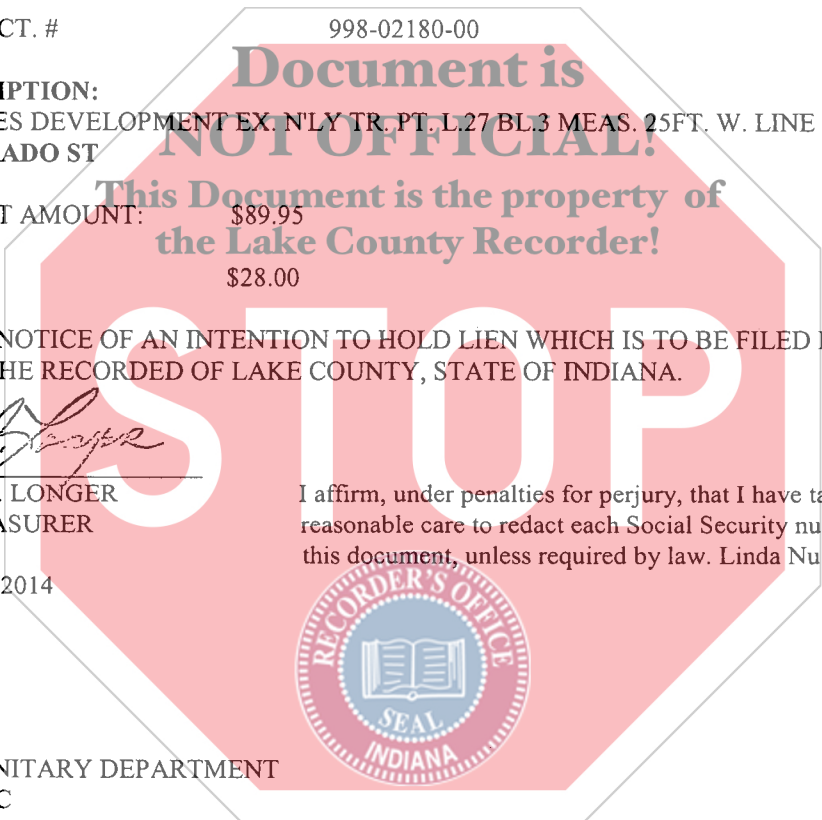 CT. # 998-02180-00
Document is
IPTION:
ES DEVELOPMENT EX. N'LY TR. PT. L.27 BL.3 MEAS. 25FT. W. LINE
NOT OFFICIAL!
ADO ST
This Document is the property of
T AMOUNT: $89.95
the Lake County Recorder!
$28.00
STOP
NOTICE OF AN INTENTION TO HOLD LIEN WHICH IS TO BE FILED
HE RECORDED OF LAKE COUNTY, STATE OF INDIANA.
. LONGER
ASURER
I affirm, under penalties for perjury, that I have ta
reasonable care to redact each Social Security nu
this document, unless required by law. Linda Nu
2014
RECORDER'S OFFICE
SEAL
INDIANA
NITARY DEPARTMENT
C